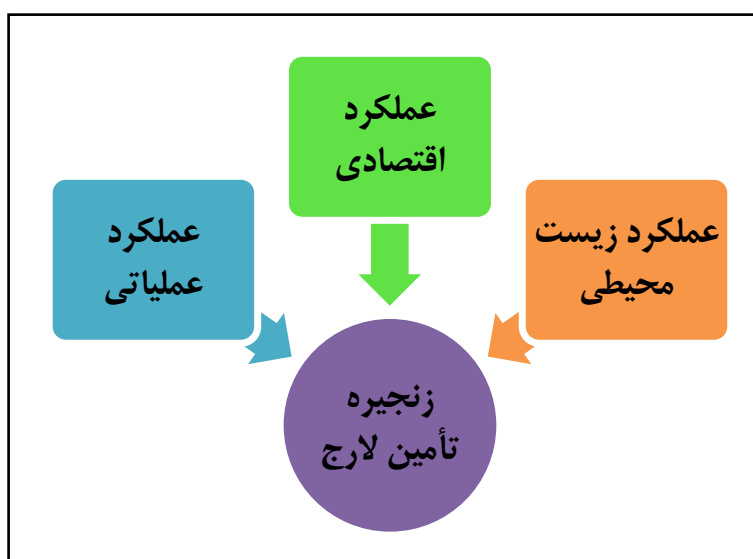 عملکرد
اقتصادی
عملکرد زیست
محیطی
عملکرد
عملیاتی
زنجیره
تأمین لارج